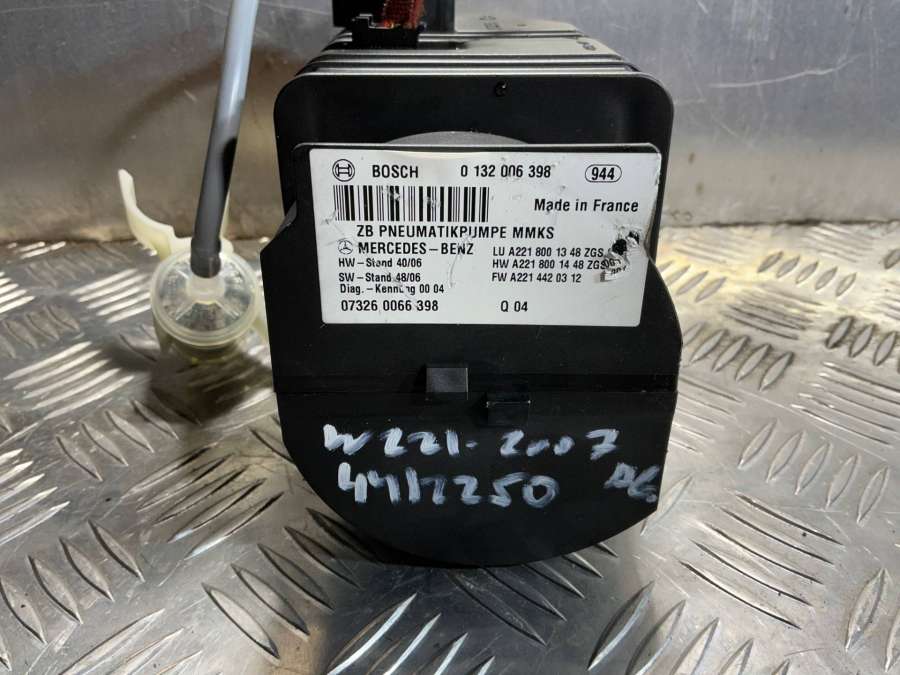 BOSCH 0 132 006 398 944
Made in France
ZB PNEUMATIKPUMPE MMKS
MERCEDES-BENZ
LU A221 800 13 48 ZGS
HW-Stand 40/06
HW A221 800 14 48 ZGS
SW-Stand 48/06
FW A221 442 03 12
Diag.-Kennung 00 04
07326 0066 398 Q 04
W221-2007